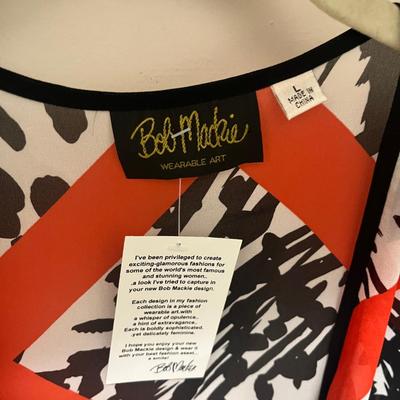 Bob Mackie
WEARABLE ART
L
MADE IN
CHINA
I've been privileged to create
exciting-glamorous fashions for
some of the world's most famous
and stunning women..
.a look I've tried to capture in
your new Bob Mackie design.
Each design in my fashion
collection is a piece of
wearable art.with
a whisper of opulence..
a hint of extravagance..
Each is boldly sophisticated.
.yet delicately feminine.
I hope you enjoy your new
Bob Mackie design & wear it
with your best fashion asset...
a smile!
Bob Mackie